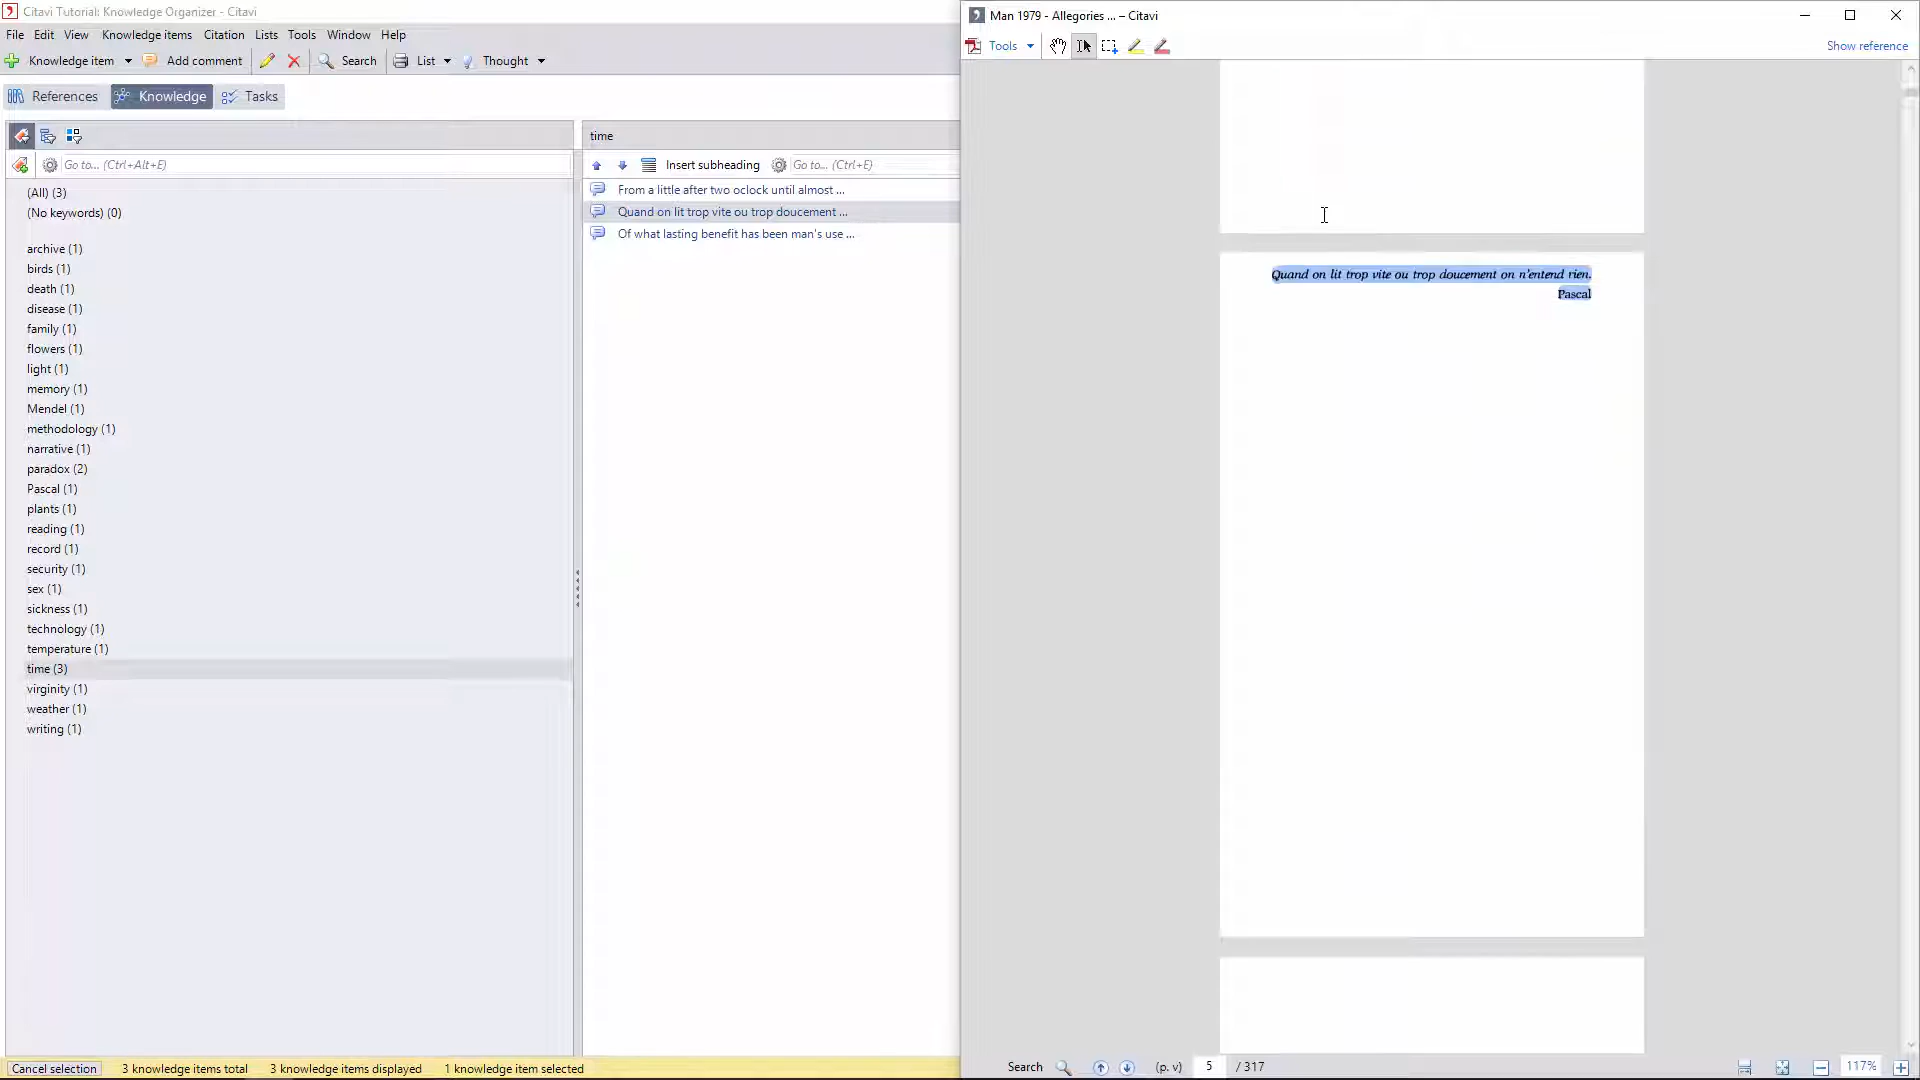 Citavi Tutorial: Knowledge Organizer - Citavi
File Edit View Knowledge items Citation Lists Tools Window Help
Knowledge item Add comment Search List Thought
References Knowledge Tasks
Go to... (Ctrl+Alt+E)
(All) (3)
(No keywords) (0)
archive (1)
birds (1)
death (1)
disease (1)
family (1)
flowers (1)
light (1)
memory (1)
Mendel (1)
methodology (1)
narrative (1)
paradox (2)
Pascal (1)
plants (1)
reading (1)
record (1)
security (1)
sex (1)
sickness (1)
technology (1)
temperature (1)
time (3)
virginity (1)
weather (1)
writing (1)
time
Insert subheading Go to... (Ctrl+E)
From a little after two oclock until almost ...
Quand on lit trop vite ou trop doucement ...
Of what lasting benefit has been man's use ...
Cancel selection 3 knowledge items total 3 knowledge items displayed 1 knowledge item selected
Man 1979 - Allegories ... – Citavi
Tools Show reference
Quand on lit trop vite ou trop doucement on n'entend rien.
Pascal
Search (p. v) 5 / 317 117%